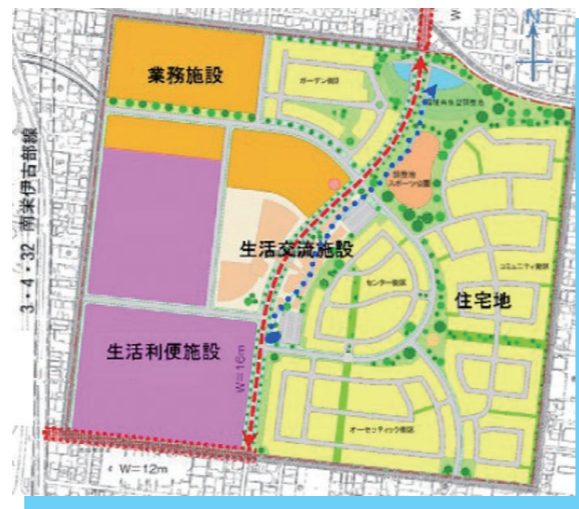 N
業務施設
ガーデン街区
調整池
スポーツ公園
3・4・32 南栄伊古部線
生活交流施設
コミュニティ街区
センター街区
住宅地
生活利便施設
W=16m
オーセンティック街区
W=12m